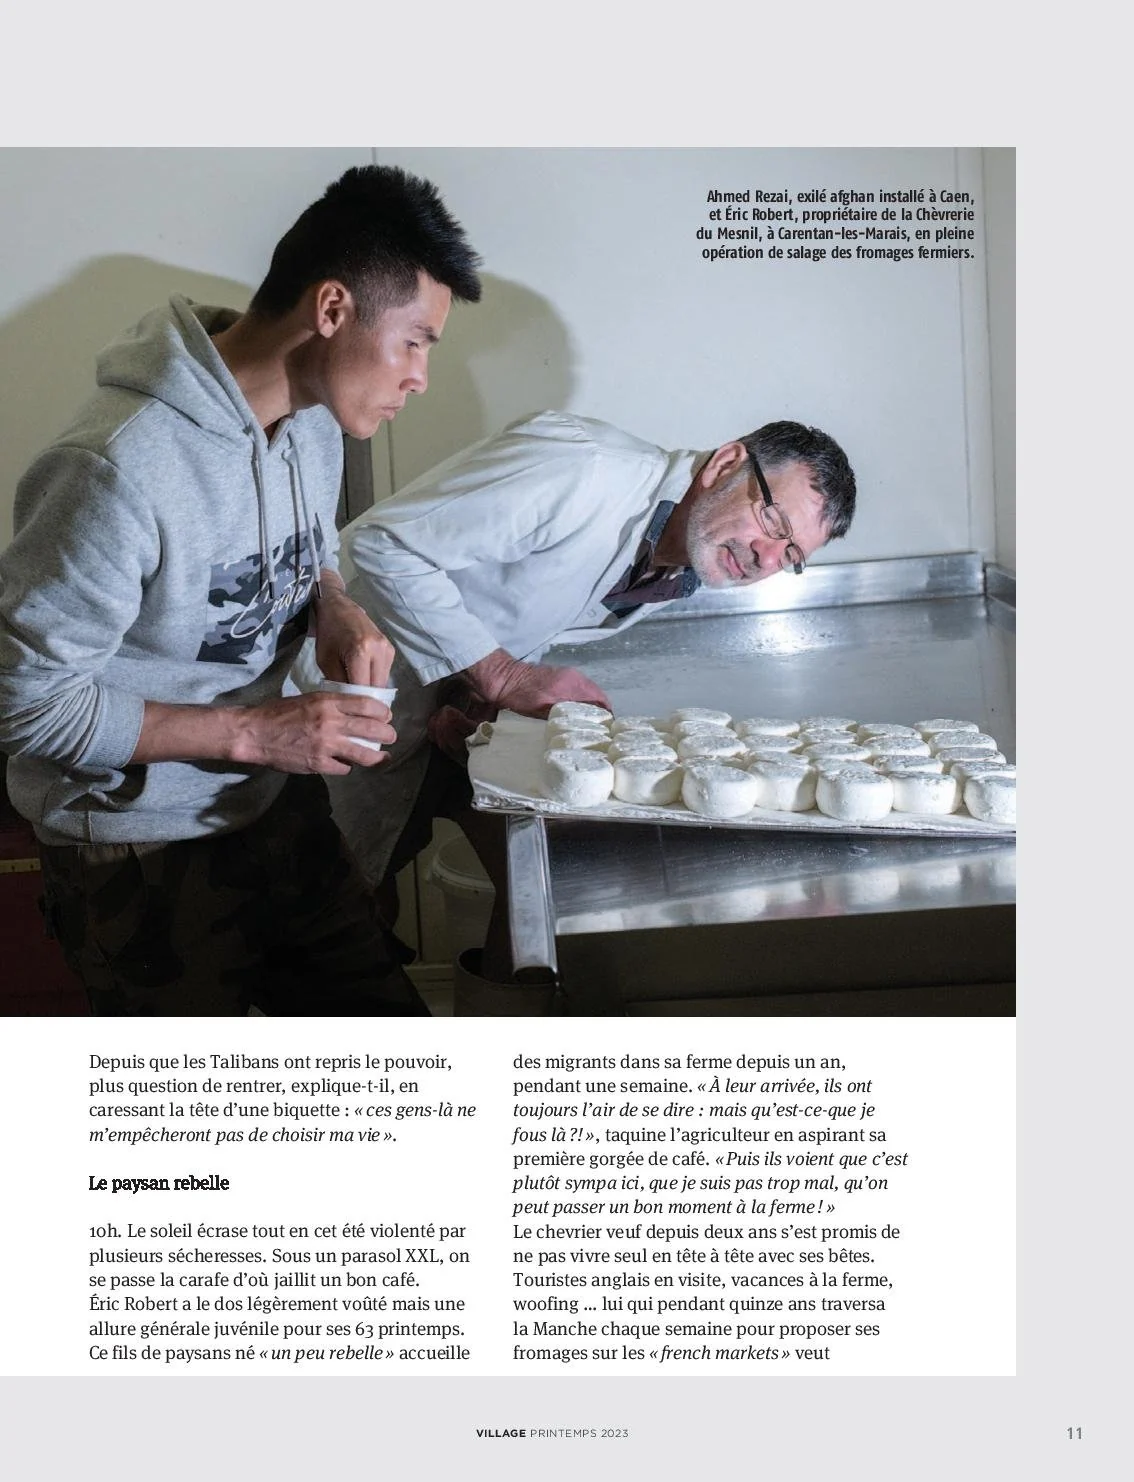 Ahmed Rezai, exilé afghan installé à Caen,
et Éric Robert, propriétaire de la Chèvrerie
du Mesnil, à Carentan-les-Marais, en pleine
opération de salage des fromages fermiers.
Depuis que les Talibans ont repris le pouvoir,
plus question de rentrer, explique-t-il, en
caressant la tête d’une biquette : « ces gens-là ne
m’empêcheront pas de choisir ma vie ».
Le paysan rebelle
10h. Le soleil écrase tout en cet été violenté par
plusieurs sécheresses. Sous un parasol XXL, on
se passe la carafe d’où jaillit un bon café.
Éric Robert a le dos légèrement voûté mais une
allure générale juvénile pour ses 63 printemps.
Ce fils de paysans né « un peu rebelle » accueille
des migrants dans sa ferme depuis un an,
pendant une semaine. « À leur arrivée, ils ont
toujours l’air de se dire : mais qu’est-ce-que je
fous là ?! », taquine l’agriculteur en aspirant sa
première gorgée de café. « Puis ils voient que c’est
plutôt sympa ici, que je suis pas trop mal, qu’on
peut passer un bon moment à la ferme ! »
Le chevrier veuf depuis deux ans s’est promis de
ne pas vivre seul en tête à tête avec ses bêtes.
Touristes anglais en visite, vacances à la ferme,
woofing ... lui qui pendant quinze ans traversa
la Manche chaque semaine pour proposer ses
fromages sur les « french markets » veut
VILLAGE PRINTEMPS 2023
11